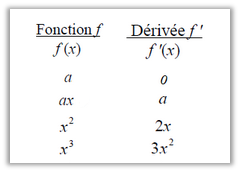 Fonction f Dérivée f '
f (x) f '(x)
a 0
ax a
x² 2x
x³ 3x²